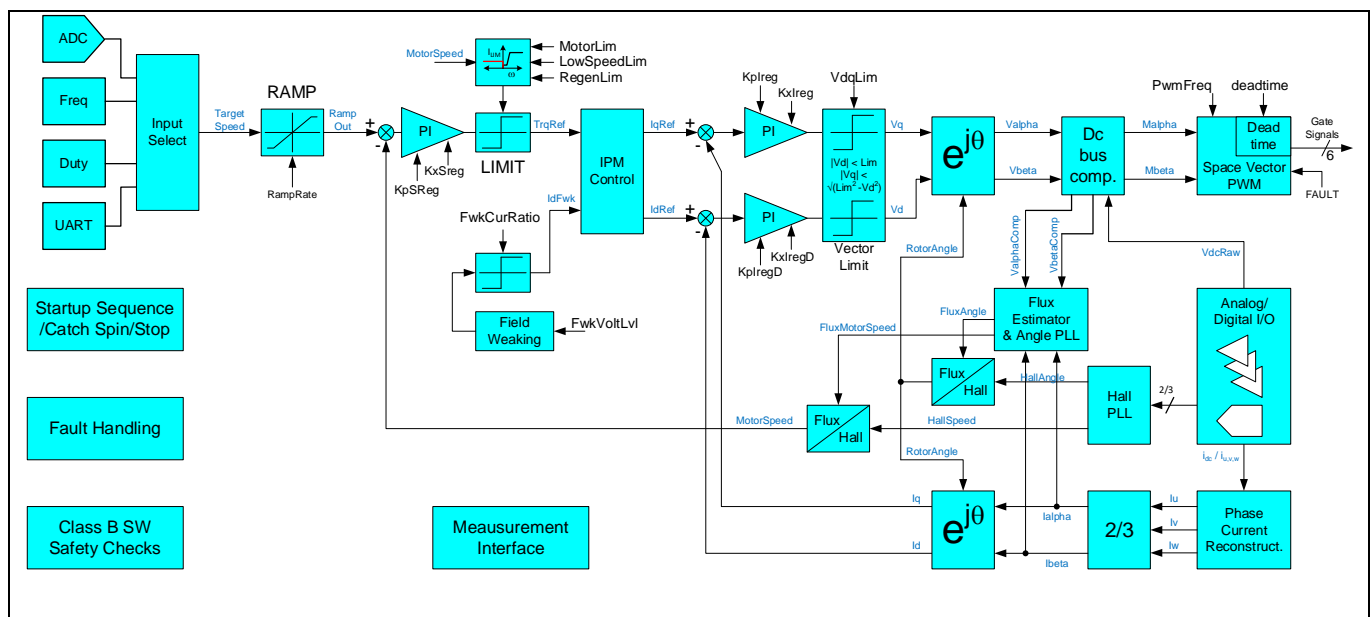 ADC
Freq
Duty
UART
Input
Select
Target
Speed
RAMP
RampRate
Ramp
Out
+
-
PI
KpSReg
KxSreg
MotorSpeed
I_LIM
ω
MotorLim
LowSpeedLim
RegenLim
LIMIT
TrqRef
IdFwk
FwkCurRatio
Field
Weaking
FwkVoltLvl
IPM
Control
IqRef
IdRef
+
-
+
-
KpIreg
KxIreg
PI
PI
KpIregD
KxIregD
VdqLim
|Vd| < Lim
|Vq| <
√(Lim² -Vd²)
Vector
Limit
Vq
Vd
e^jθ
RotorAngle
Valpha
Vbeta
Dc
bus
comp.
Malpha
Mbeta
PwmFreq
deadtime
Dead
time
Space Vector
PWM
Gate
Signals
6
FAULT
ValphaComp
VbetaComp
VdcRaw
Flux
Estimator
& Angle PLL
FluxAngle
FluxMotorSpeed
Flux
Hall
HallAngle
Hall
PLL
2/3
Analog/
Digital I/O
MotorSpeed
Flux
Hall
HallSpeed
i_dc / i_u,v,w
RotorAngle
Iq
Id
e^jθ
Ialpha
Ibeta
2/3
Iu
Iv
Iw
Phase
Current
Reconstruct.
Startup Sequence
/Catch Spin/Stop
Fault Handling
Class B SW
Safety Checks
Meausurement
Interface